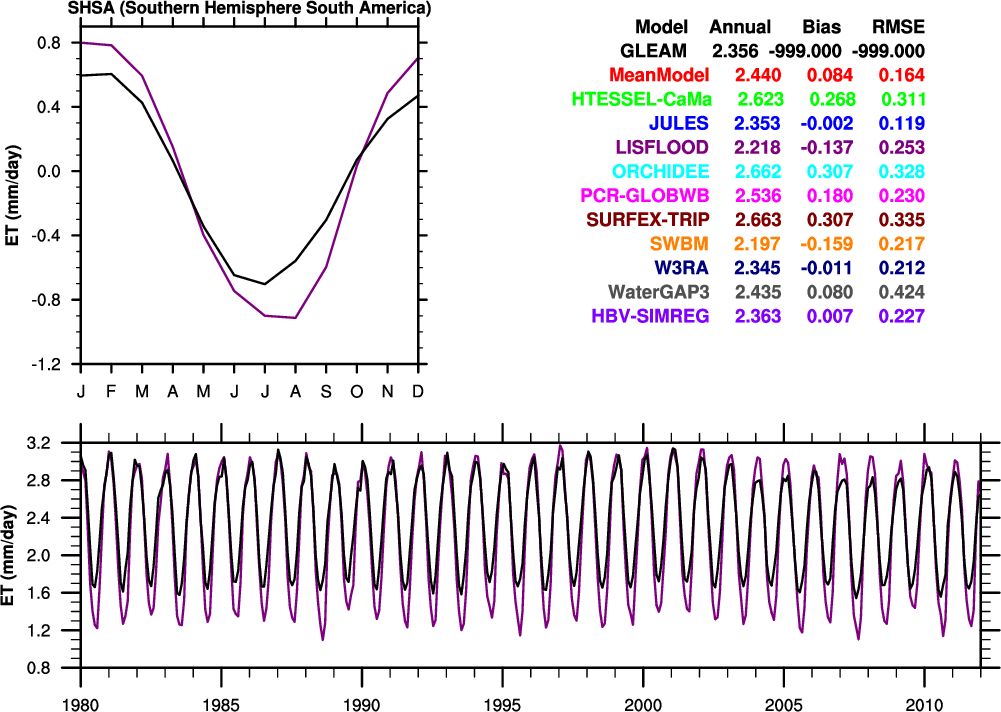 SHSA (Southern Hemisphere South America)
Model Annual Bias RMSE
GLEAM 2.356 -999.000 -999.000
MeanModel 2.440 0.084 0.164
HTESSEL-CaMa 2.623 0.268 0.311
JULES 2.353 -0.002 0.119
LISFLOOD 2.218 -0.137 0.253
ORCHIDEE 2.662 0.307 0.328
PCR-GLOBWB 2.536 0.180 0.230
SURFEX-TRIP 2.663 0.307 0.335
SWBM 2.197 -0.159 0.217
W3RA 2.345 -0.011 0.212
WaterGAP3 2.435 0.080 0.424
HBV-SIMREG 2.363 0.007 0.227
ET (mm/day)
0.8
0.4
0.0
-0.4
-0.8
-1.2
J F M A M J J A S O N D
ET (mm/day)
3.2
2.8
2.4
2.0
1.6
1.2
0.8
1980 1985 1990 1995 2000 2005 2010